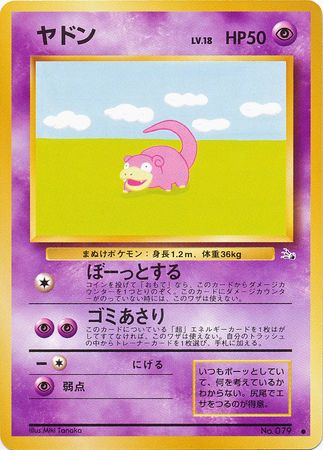 ヤドン LV.18 HP50
まぬけポケモン：身長1.2m、体重36kg
ぼーっとする
コインを投げて「おもて」なら、このカードからダメージカ
ウンターを1つとりのぞく。このカードにダメージカウンタ
ーがのっていない時には、このワザは使えない。
ゴミあさり
このカードについている「超」エネルギーカードを1枚はが
してすてなければ、このワザは使えない。自分のトラッシュ
の中からトレーナーカードを1枚選び、手札に加える。
にげる
弱点
いつもボーッとしてい
て、何を考えているか
わからない。尻尾でエ
サをつるのが得意。
Illus.Miki Tanaka
No.079